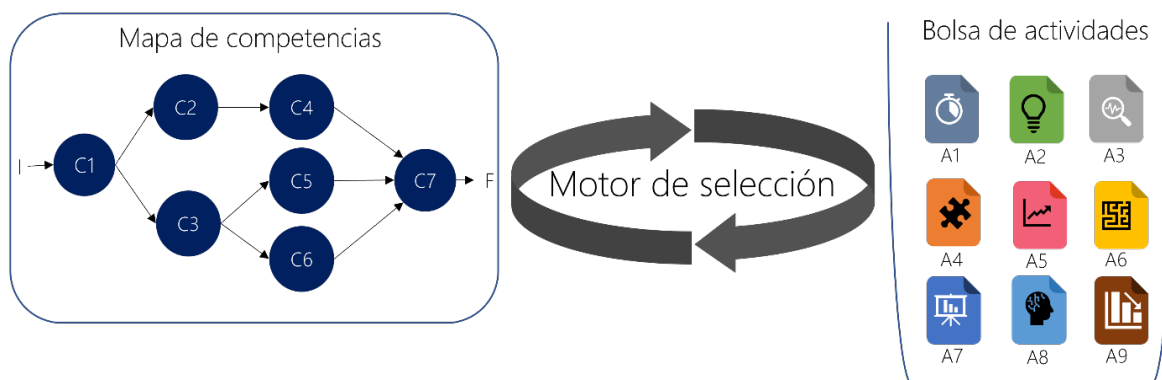 Mapa de competencias
I
C1
C2
C3
C4
C5
C6
C7
F
Motor de selección
Bolsa de actividades
A1
A2
A3
A4
A5
A6
A7
A8
A9